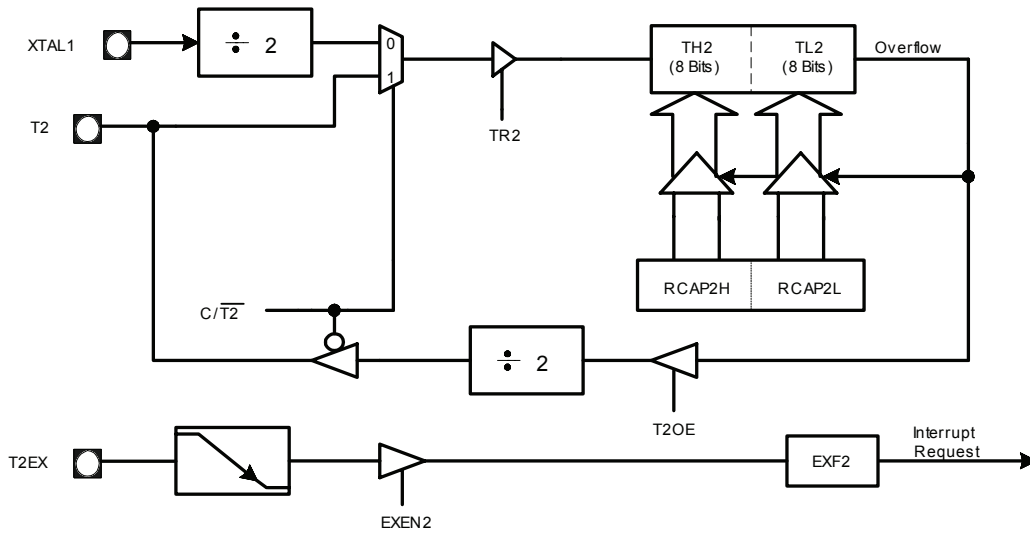 XTAL1
÷ 2
0
1
TH2
(8 Bits)
TL2
(8 Bits)
Overflow
T2
TR2
RCAP2H
RCAP2L
C/T2̅
÷ 2
T2OE
T2EX
EXEN2
EXF2
Interrupt
Request